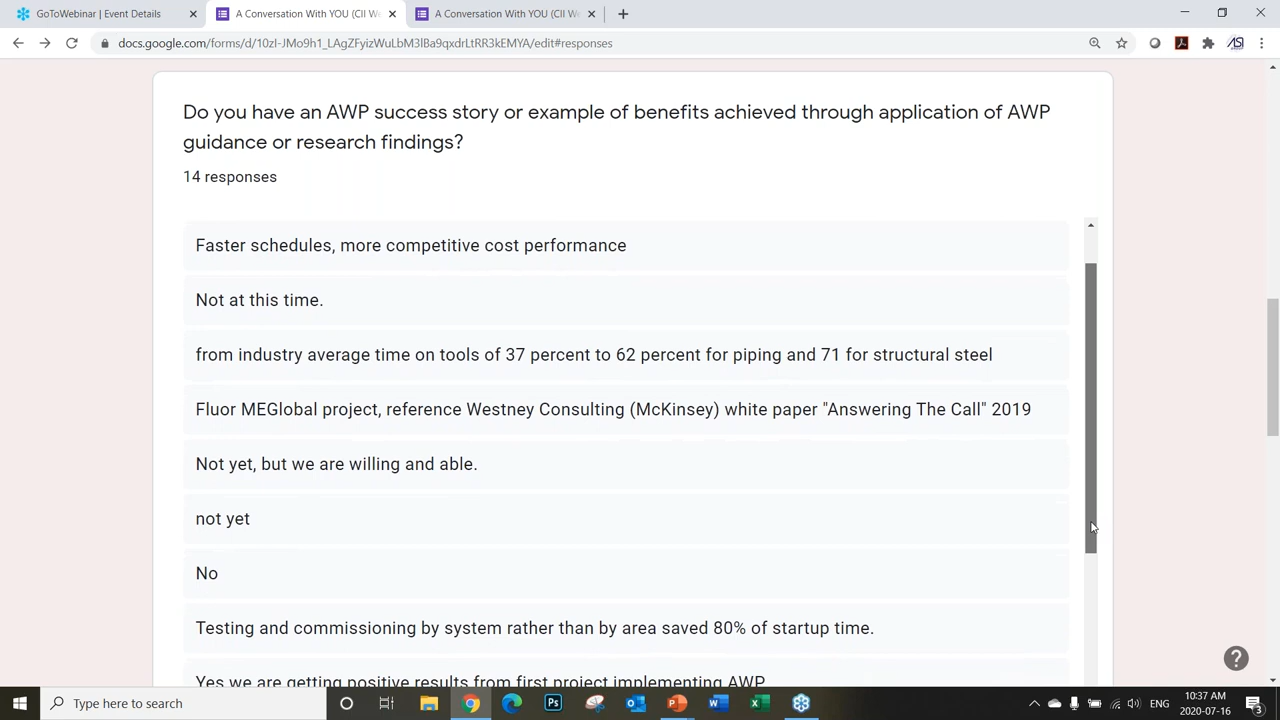 GoToWebinar | Event Details
A Conversation With YOU (CII We
A Conversation With YOU (CII We
docs.google.com/forms/d/10zI-JMo9h1_LAgZFyizWuLbM3lBa9qxdrLtRR3kEMYA/edit#responses
Do you have an AWP success story or example of benefits achieved through application of AWP
guidance or research findings?
14 responses
Faster schedules, more competitive cost performance
Not at this time.
from industry average time on tools of 37 percent to 62 percent for piping and 71 for structural steel
Fluor MEGlobal project, reference Westney Consulting (McKinsey) white paper "Answering The Call" 2019
Not yet, but we are willing and able.
not yet
No
Testing and commissioning by system rather than by area saved 80% of startup time.
Yes we are getting positive results from first project implementing AWP
Type here to search
ENG
10:37 AM
2020-07-16
3